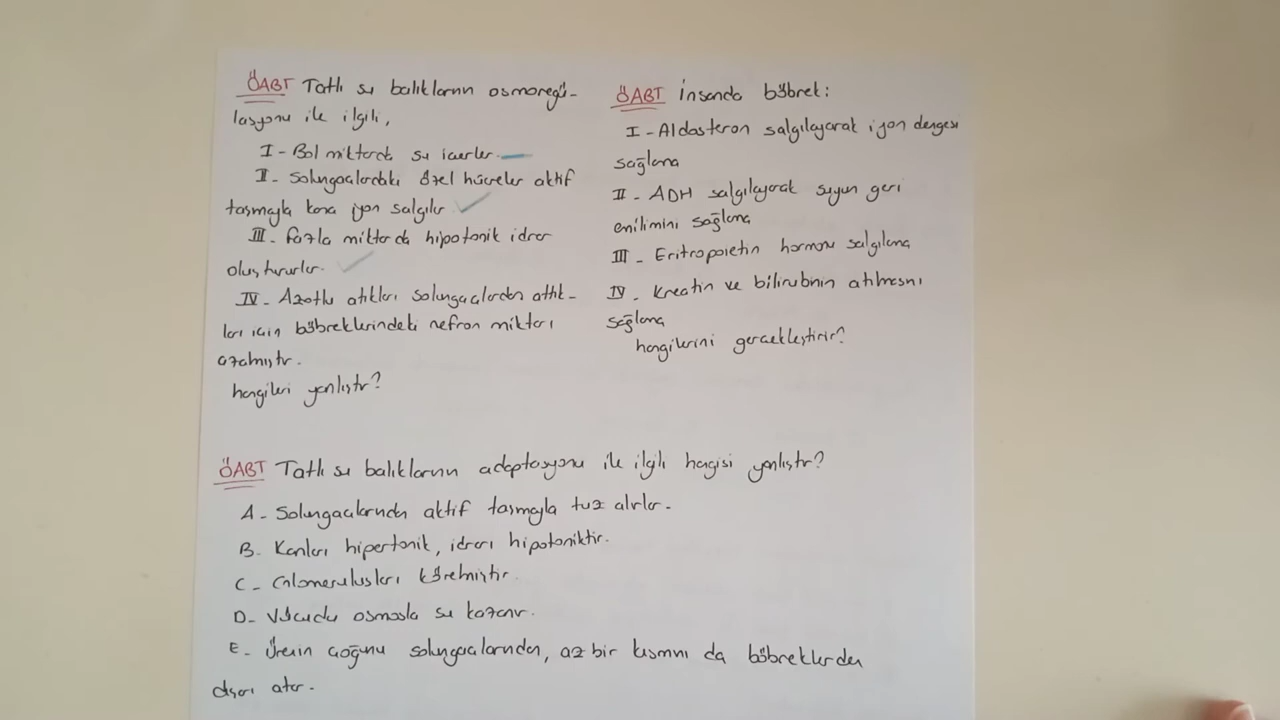 ÖABT Tatlı su balıklarının osmoregü-
lasyonu ile ilgili,
I - Bol miktarda su içerler.
II - Solungaçlardaki özel hücreler aktif
taşımayla kana iyon salgılar
III - Fazla miktarda hipotonik idrar
oluştururlar.
IV - Azotlu atıkları solungaçlardan attık-
ları için böbreklerindeki nefron miktarı
azalmıştır.
hangileri yanlıştır?
ÖABT İnsanda böbrek:
I - Aldosteron salgılayarak iyon dengesi
sağlama
II - ADH salgılayarak suyun geri
emilimini sağlama
III - Eritropoietin hormonu salgılama
IV - Kreatin ve bilirubinin atılmasını
sağlama
hangilerini gerçekleştirir?
ÖABT Tatlı su balıklarının adaptasyonu ile ilgili hangisi yanlıştır?
A - Solungaçlarından aktif taşımayla tuz alırlar.
B - Kanları hipertonik, idrarı hipotoniktir.
C - Glomerulusları körelmiştir.
D - Vücudu osmosla su kazanır.
E - Ürenin çoğunu solungaçlarından, az bir kısmını da böbreklerden
dışarı atar.